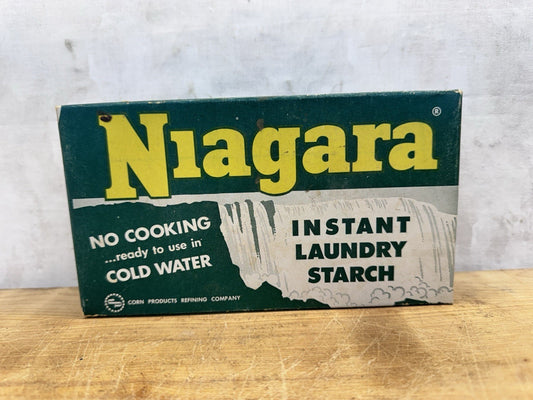 Niagara ®
NO COOKING
...ready to use in
COLD WATER
INSTANT
LAUNDRY
STARCH
CORN PRODUCTS REFINING COMPANY